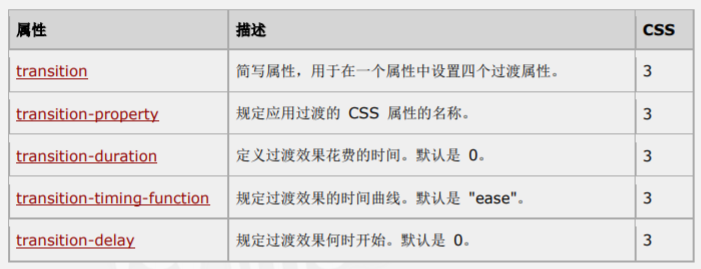 属性 描述 CSS
transition 简写属性，用于在一个属性中设置四个过渡属性。 3
transition-property 规定应用过渡的 CSS 属性的名称。 3
transition-duration 定义过渡效果花费的时间。默认是 0。 3
transition-timing-function 规定过渡效果的时间曲线。默认是 "ease"。 3
transition-delay 规定过渡效果何时开始。默认是 0。 3